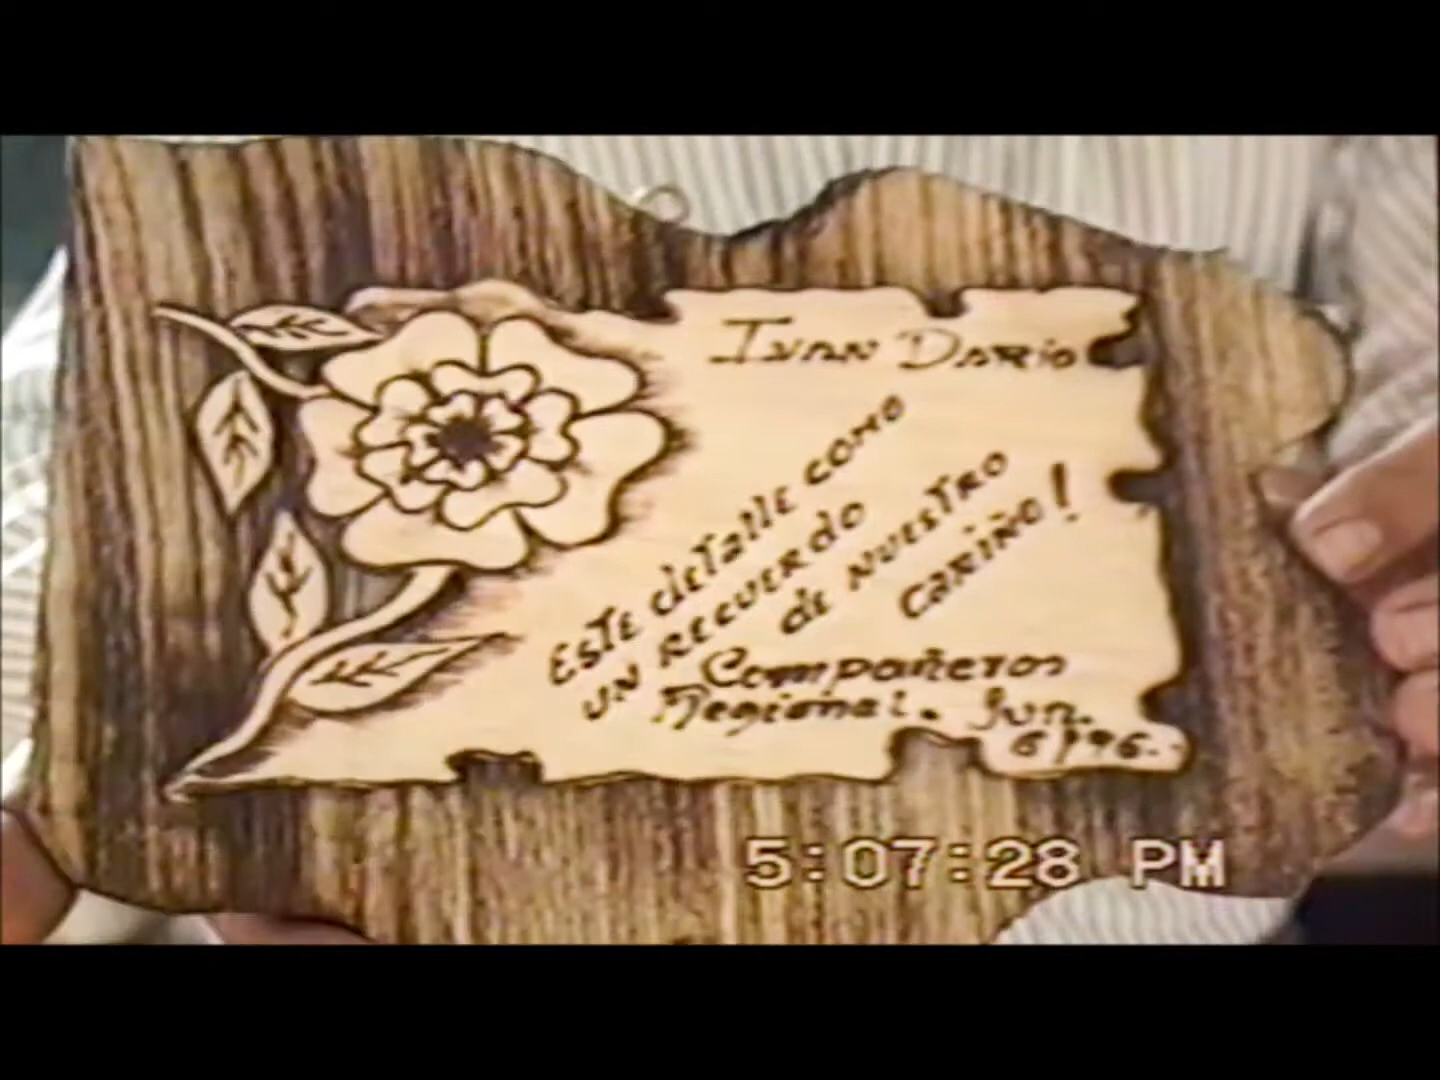 IVAN DARIO
ESTE detalle como
UN RECUERDO
de NUESTRO
CARIÑO!
Compañeros
Regional. Jun.
6/96.
5:07:28 PM